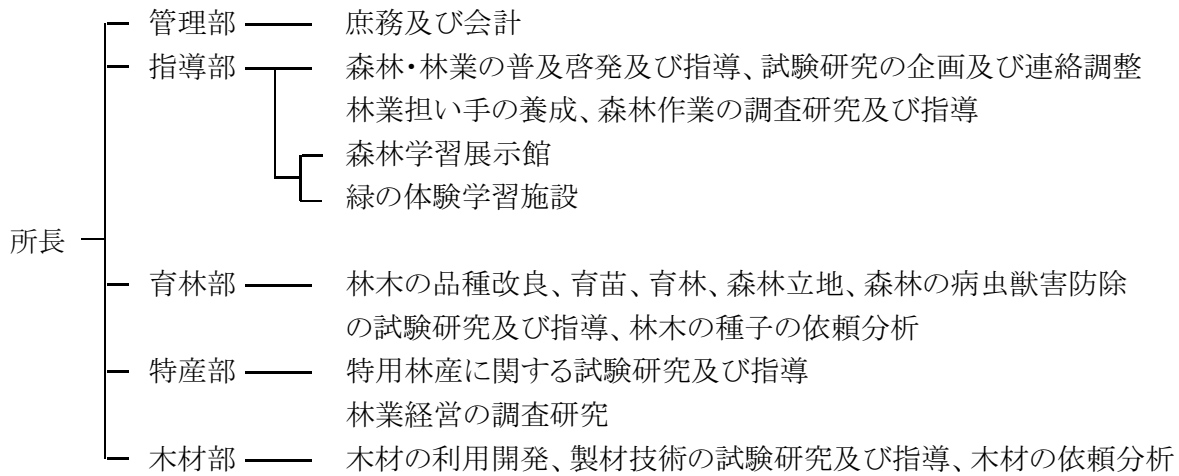 管理部 庶務及び会計
指導部 森林・林業の普及啓発及び指導、試験研究の企画及び連絡調整
林業担い手の養成、森林作業の調査研究及び指導
森林学習展示館
緑の体験学習施設
所長
育林部 林木の品種改良、育苗、育林、森林立地、森林の病虫獣害防除
の試験研究及び指導、林木の種子の依頼分析
特産部 特用林産に関する試験研究及び指導
林業経営の調査研究
木材部 木材の利用開発、製材技術の試験研究及び指導、木材の依頼分析